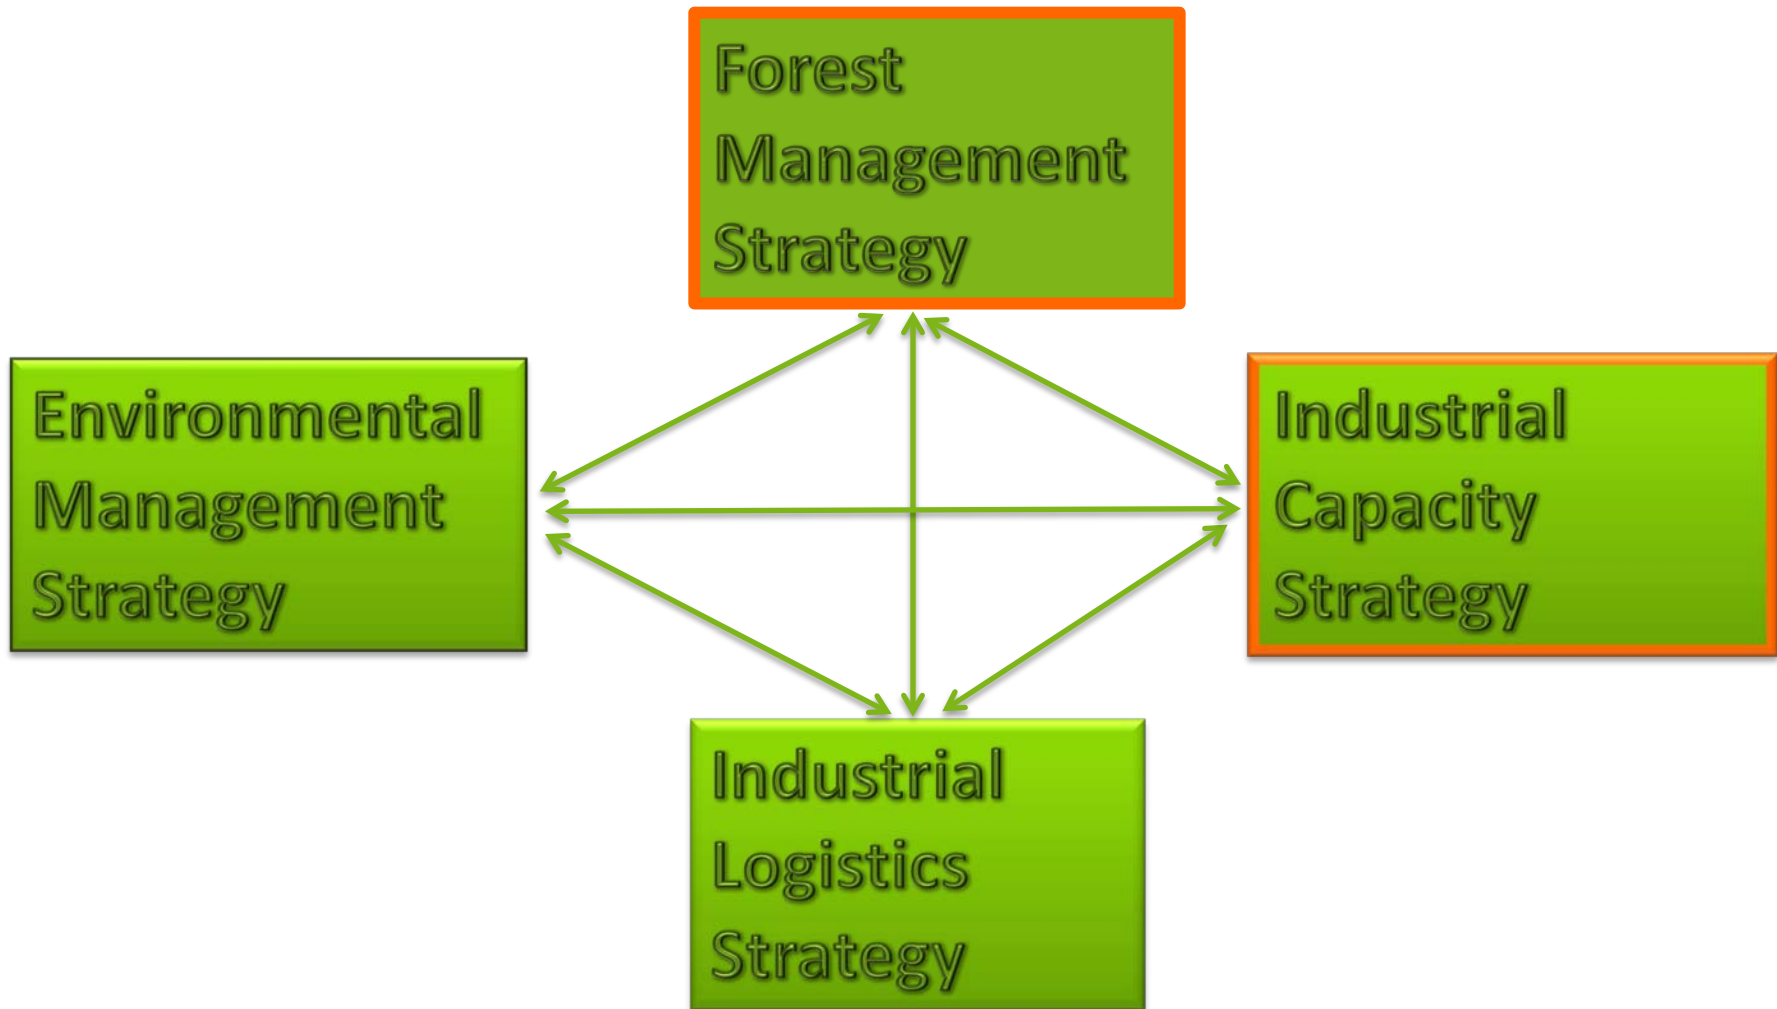 Forest
Management
Strategy
Environmental
Management
Strategy
Industrial
Capacity
Strategy
Industrial
Logistics
Strategy